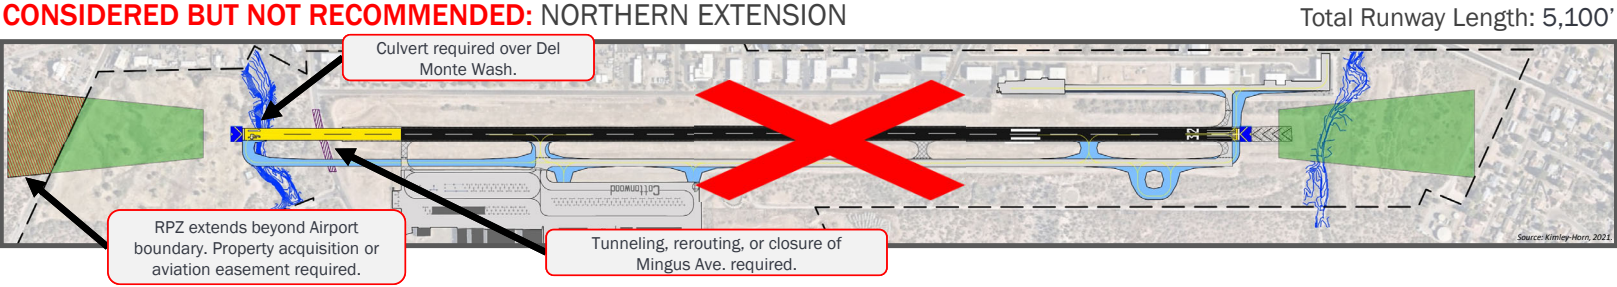 CONSIDERED BUT NOT RECOMMENDED: NORTHERN EXTENSION
Total Runway Length: 5,100’
Culvert required over Del
Monte Wash.
32
Cottonwood
RPZ extends beyond Airport
boundary. Property acquisition or
aviation easement required.
Tunneling, rerouting, or closure of
Mingus Ave. required.
Source: Kimley-Horn, 2021.